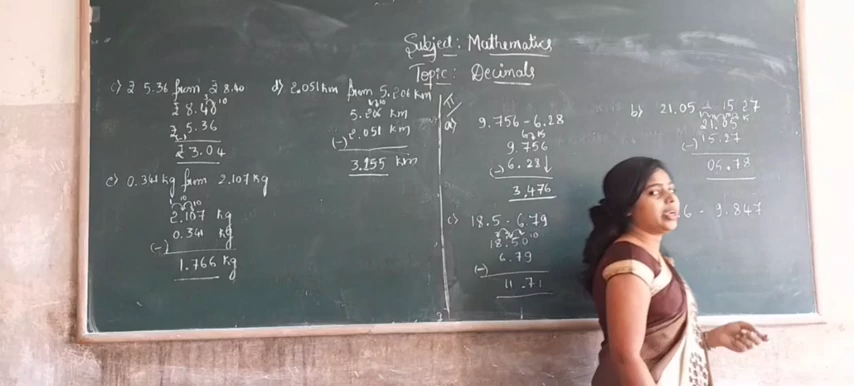 Subject: Mathematics
Topic: Decimals
c) ₹ 5.36 from ₹ 8.40
₹ 8.40
₹ 5.36
(-)
₹ 3.04
d) 2.051 km from 5.206 km
5.206 km
2.051 km
(-)
3.155 km
e) 0.341 kg from 2.107 kg
2.107 kg
0.341 kg
(-)
1.766 kg
a) 9.756 - 6.28
9.756
(-) 6.28↓
3.476
b) 21.05 - 15.27
21.05
15.27
(-)
05.78
c) 18.5 - 6.79
18.50
6.79
(-)
11.71
6 - 9.847